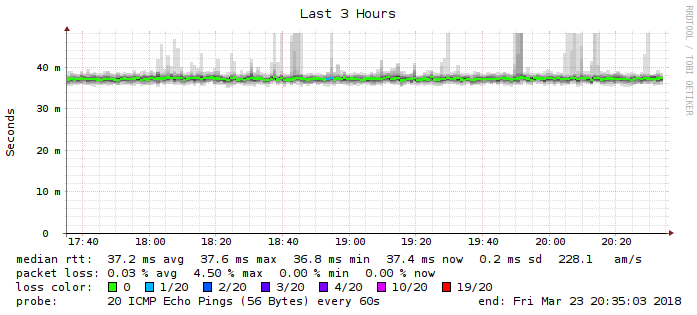 Last 3 Hours
RRDTOOL / TOBI OETIKER
Seconds
40 m
30 m
20 m
10 m
0
17:40 18:00 18:20 18:40 19:00 19:20 19:40 20:00 20:20
median rtt: 37.2 ms avg 37.6 ms max 36.8 ms min 37.4 ms now 0.2 ms sd 228.1 am/s
packet loss: 0.03 % avg 4.50 % max 0.00 % min 0.00 % now
loss color: 0 1/20 2/20 3/20 4/20 10/20 19/20
probe: 20 ICMP Echo Pings (56 Bytes) every 60s end: Fri Mar 23 20:35:03 2018